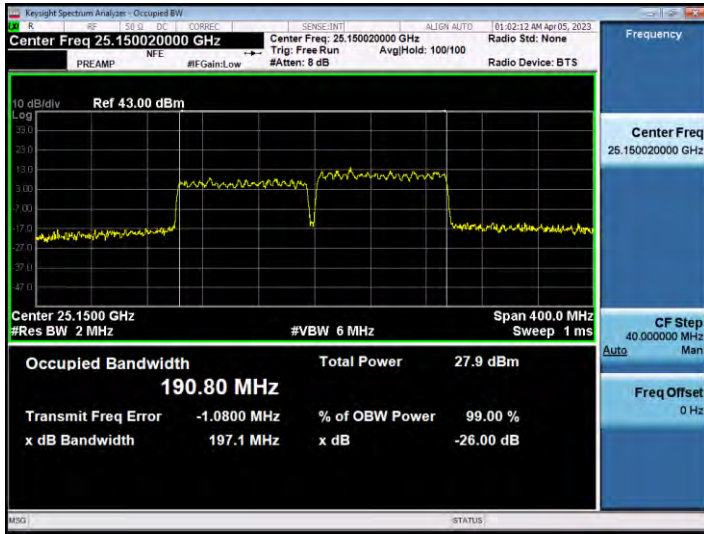 Keysight Spectrum Analyzer - Occupied BW
R RF 50 Ω DC CORREC SENSE:INT ALIGN AUTO 01:02:12 AM Apr 05, 2023
Center Freq 25.150020000 GHz
NFE
PREAMP #IFGain:Low
Center Freq: 25.150020000 GHz
Trig: Free Run Avg|Hold: 100/100
#Atten: 8 dB
Radio Std: None
Radio Device: BTS
Frequency
10 dB/div Ref 43.00 dBm
Log
33.0
23.0
13.0
3.00
-7.00
-17.0
-27.0
-37.0
-47.0
Center Freq
25.150020000 GHz
Center 25.1500 GHz Span 400.0 MHz
#Res BW 2 MHz #VBW 6 MHz Sweep 1 ms
CF Step
40.000000 MHz
Auto Man
Occupied Bandwidth Total Power 27.9 dBm
190.80 MHz
Transmit Freq Error -1.0800 MHz % of OBW Power 99.00 %
x dB Bandwidth 197.1 MHz x dB -26.00 dB
Freq Offset
0 Hz
MSG STATUS